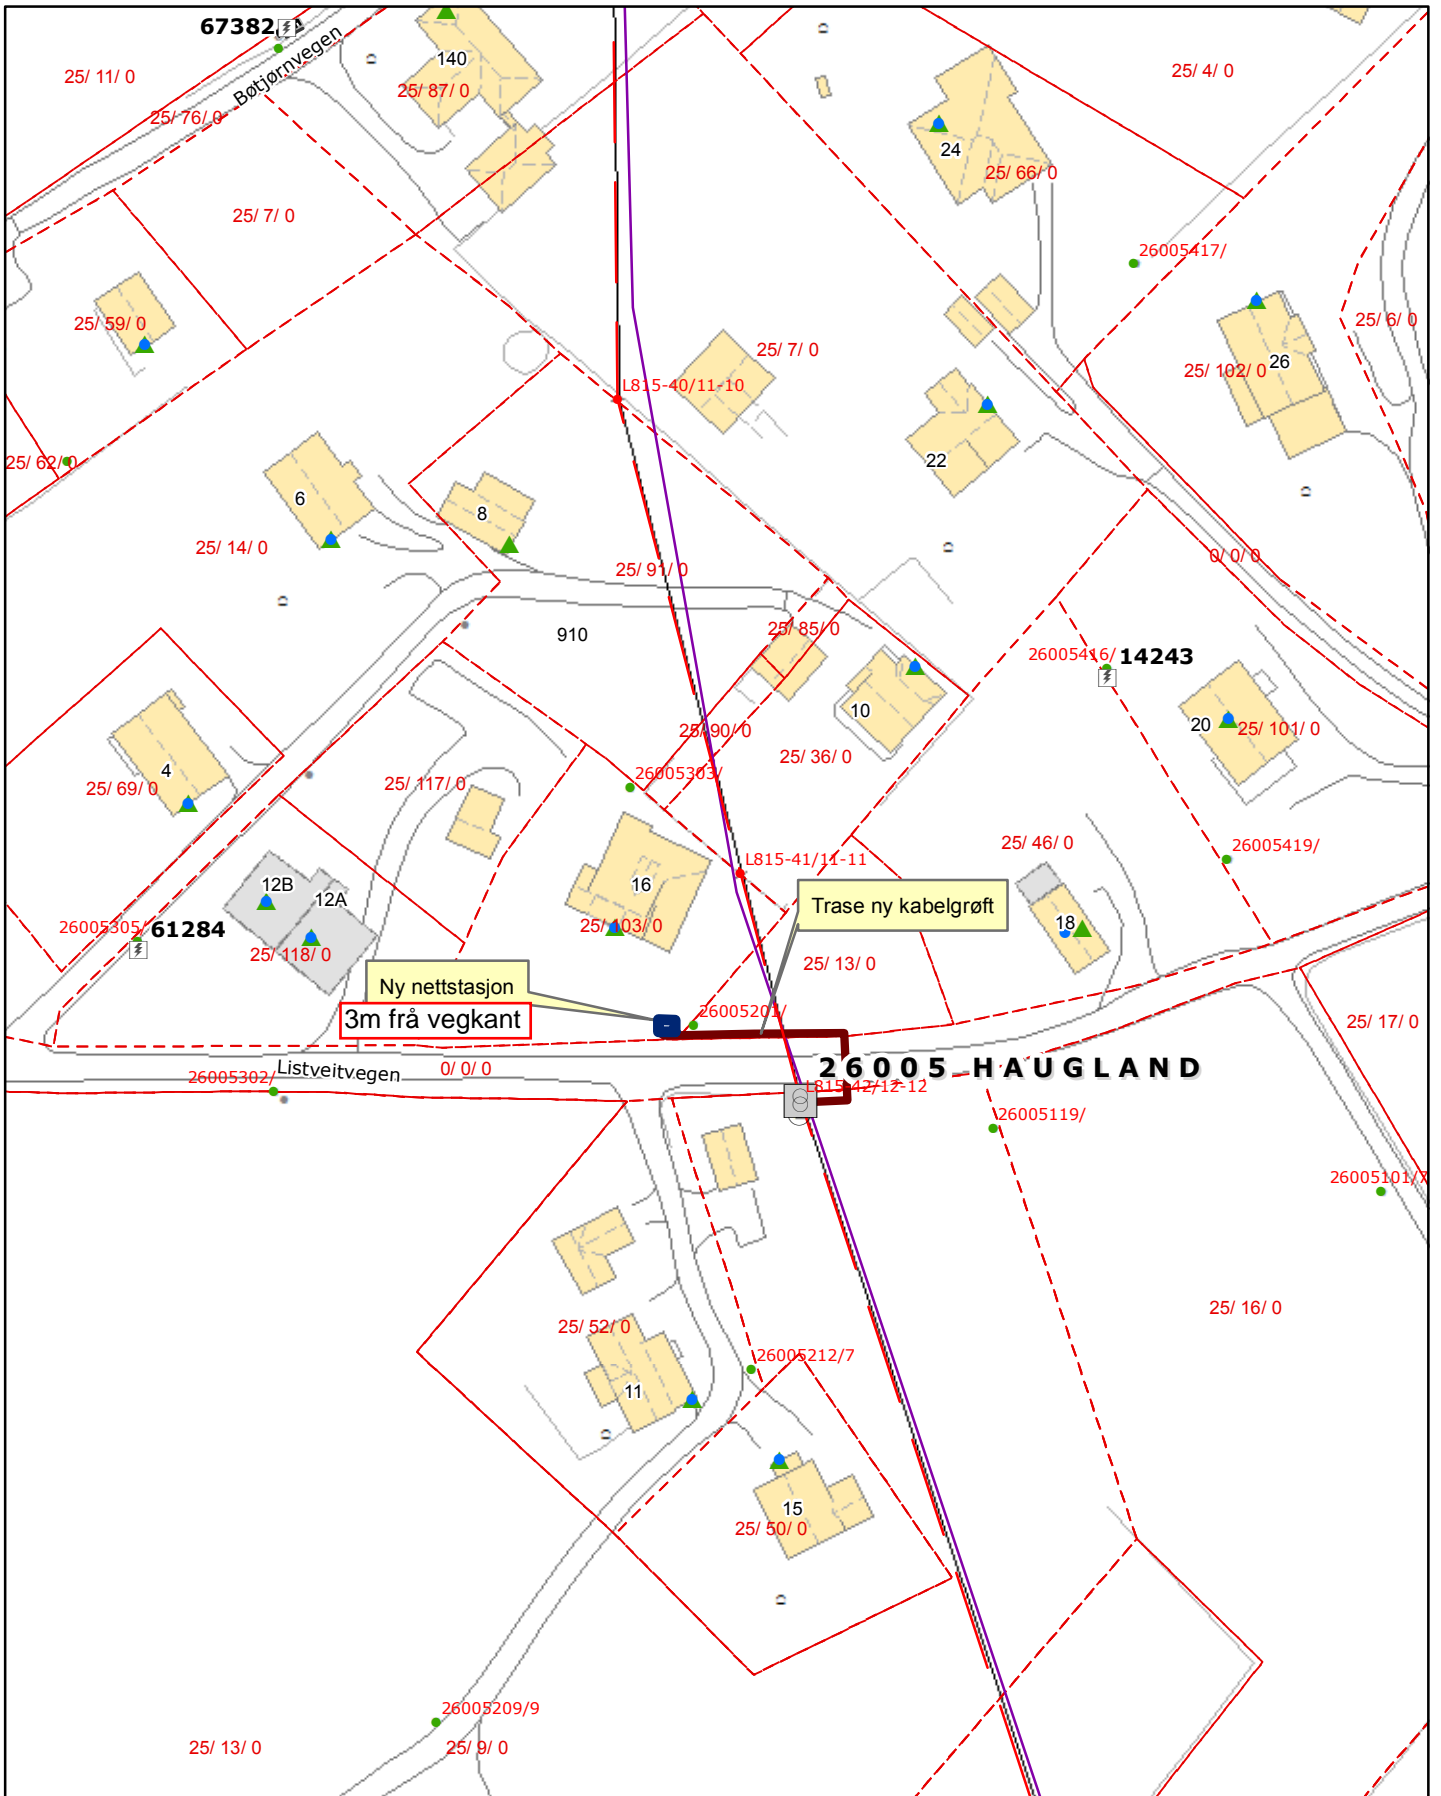 67382
Bøtjørnvegen
25/ 11/ 0
25/ 76/ 0
140
25/ 87/ 0
25/ 4/ 0
24
25/ 66/ 0
25/ 7/ 0
26005417/
25/ 59/ 0
25/ 7/ 0
25/ 6/ 0
26
25/ 102/ 0
L815-40/11-10
22
25/ 62/ 0
6
8
25/ 14/ 0
25/ 91/ 0
0/ 0/ 0
910
25/ 85/ 0
26005416/
14243
10
20
25/ 101/ 0
25/ 90/ 0
25/ 36/ 0
4
25/ 69/ 0
25/ 117/ 0
26005303/
25/ 46/ 0
26005419/
L815-41/11-11
12B
12A
16
Trase ny kabelgrøft
18
26005305/
61284
25/ 118/ 0
25/ 103/ 0
25/ 13/ 0
Ny nettstasjon
3m frå vegkant
26005201/
25/ 17/ 0
26005 HAUGLAND
Listveitvegen
0/ 0/ 0
26005302/
L815-42/12-12
26005119/
26005101/7
25/ 16/ 0
25/ 52/ 0
26005212/7
11
15
25/ 50/ 0
26005209/9
25/ 13/ 0
25/ 9/ 0